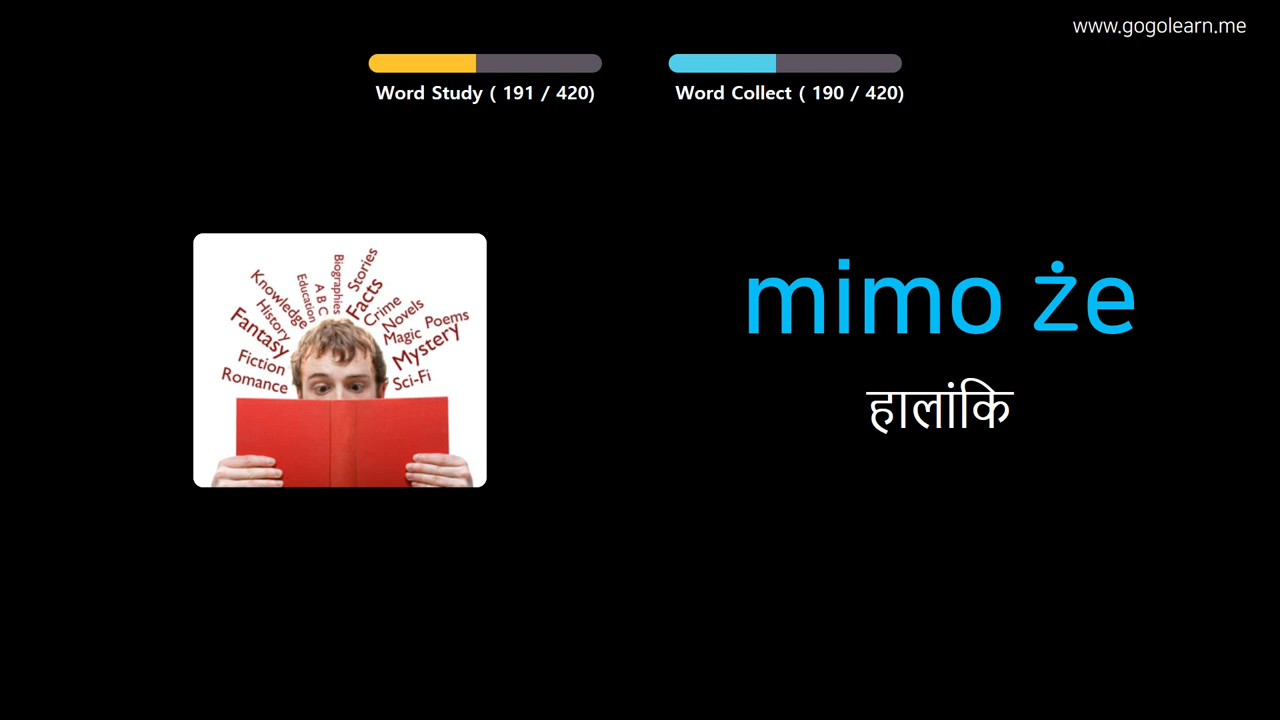 www.gogolearn.me
Word Study ( 191 / 420)
Word Collect ( 190 / 420)
mimo że
हालांकि
Knowledge
History
Fantasy
Fiction
Romance
Education
A B C
Biographies
Stories
Facts
Crime
Novels
Magic
Poems
Mystery
Sci-Fi